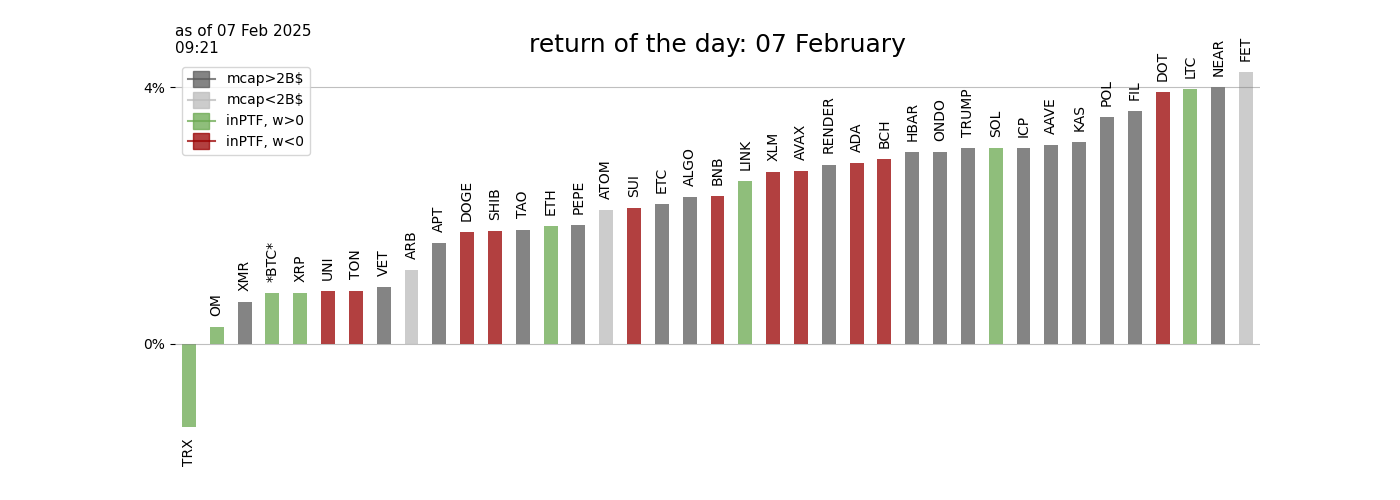 as of 07 Feb 2025
09:21
return of the day: 07 February
mcap>2B$
mcap<2B$
inPTF, w>0
inPTF, w<0
4%
0%
TRX
OM
XMR
*BTC*
XRP
UNI
TON
VET
ARB
APT
DOGE
SHIB
TAO
ETH
PEPE
ATOM
SUI
ETC
ALGO
BNB
LINK
XLM
AVAX
RENDER
ADA
BCH
HBAR
ONDO
TRUMP
SOL
ICP
AAVE
KAS
POL
FIL
DOT
LTC
NEAR
FET